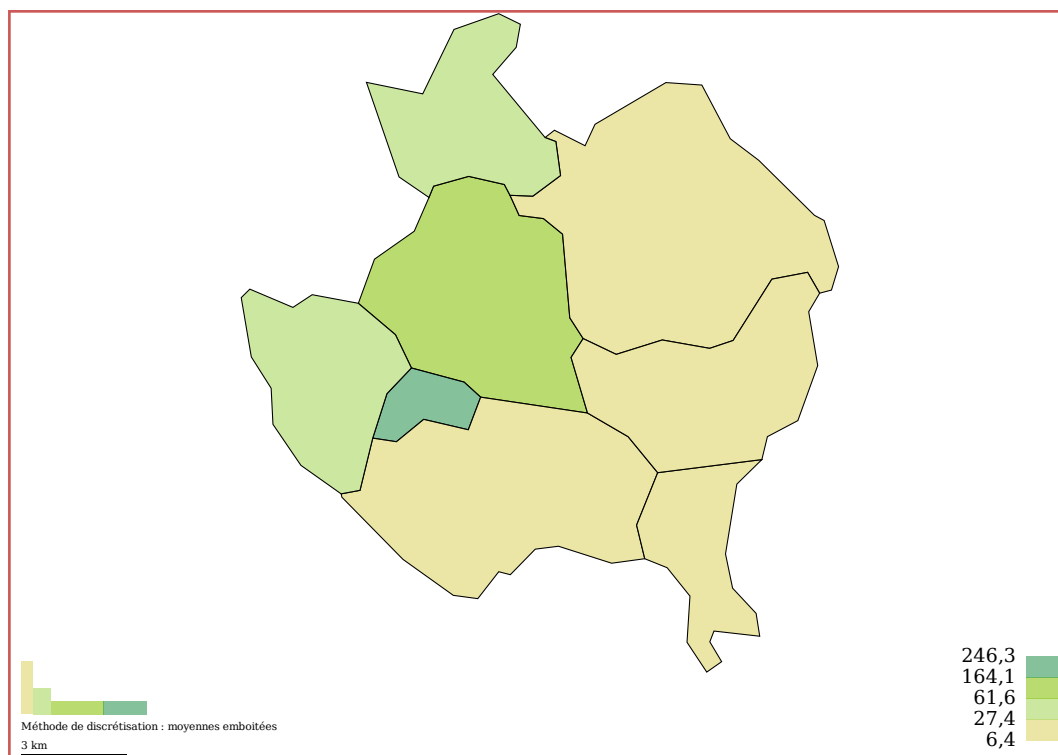 Méthode de discrétisation : moyennes emboitées
3 km
246,3
164,1
61,6
27,4
6,4